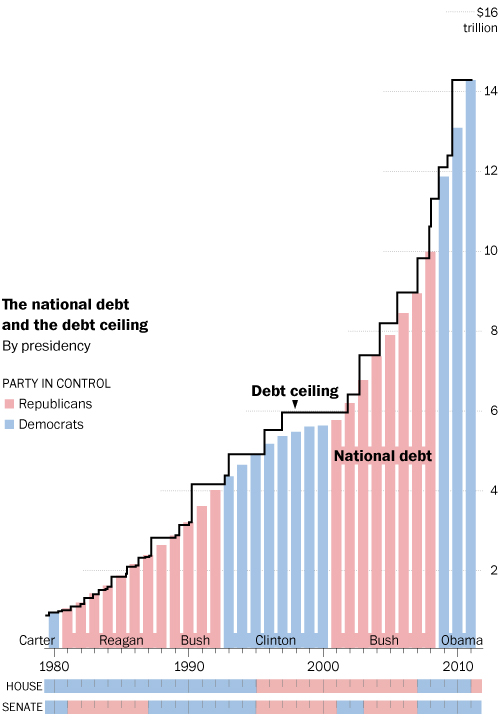 $16
trillion
14
12
10
8
6
4
2
The national debt
and the debt ceiling
By presidency
PARTY IN CONTROL
Republicans
Democrats
Debt ceiling
National debt
Carter Reagan Bush Clinton Bush Obama
1980 1990 2000 2010
HOUSE
SENATE